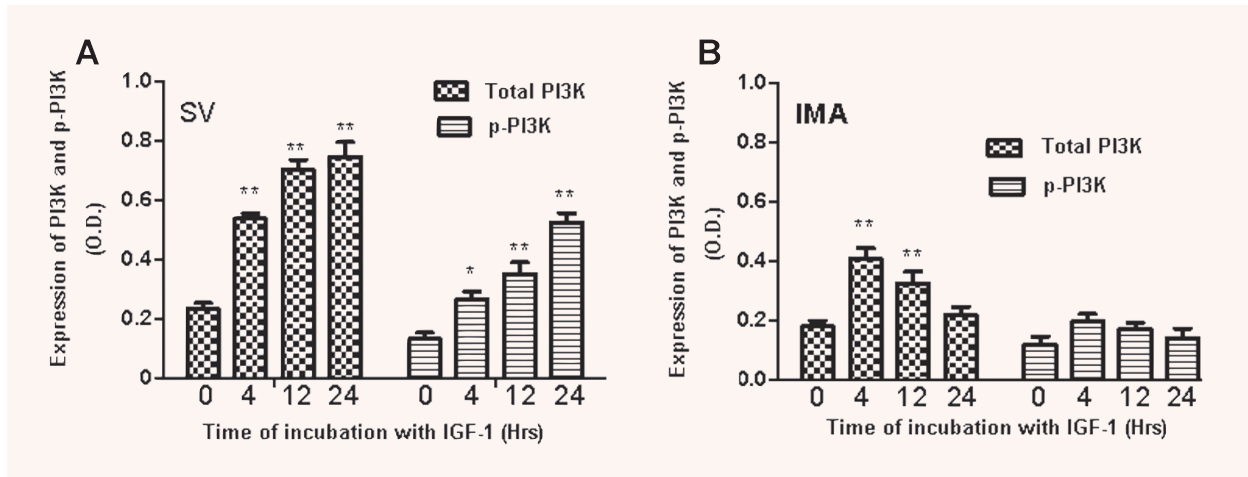 A
Expression of PI3K and p-PI3K
(O.D.)
1.0
0.8
0.6
0.4
0.2
0
SV
Total PI3K
p-PI3K
**
**
**
*
**
**
0 4 12 24 0 4 12 24
Time of incubation with IGF-1 (Hrs)
B
Expression of PI3K and p-PI3K
(O.D.)
1.0
0.8
0.6
0.4
0.2
0.0
IMA
Total PI3K
p-PI3K
**
**
0 4 12 24 0 4 12 24
Time of incubation with IGF-1 (Hrs)